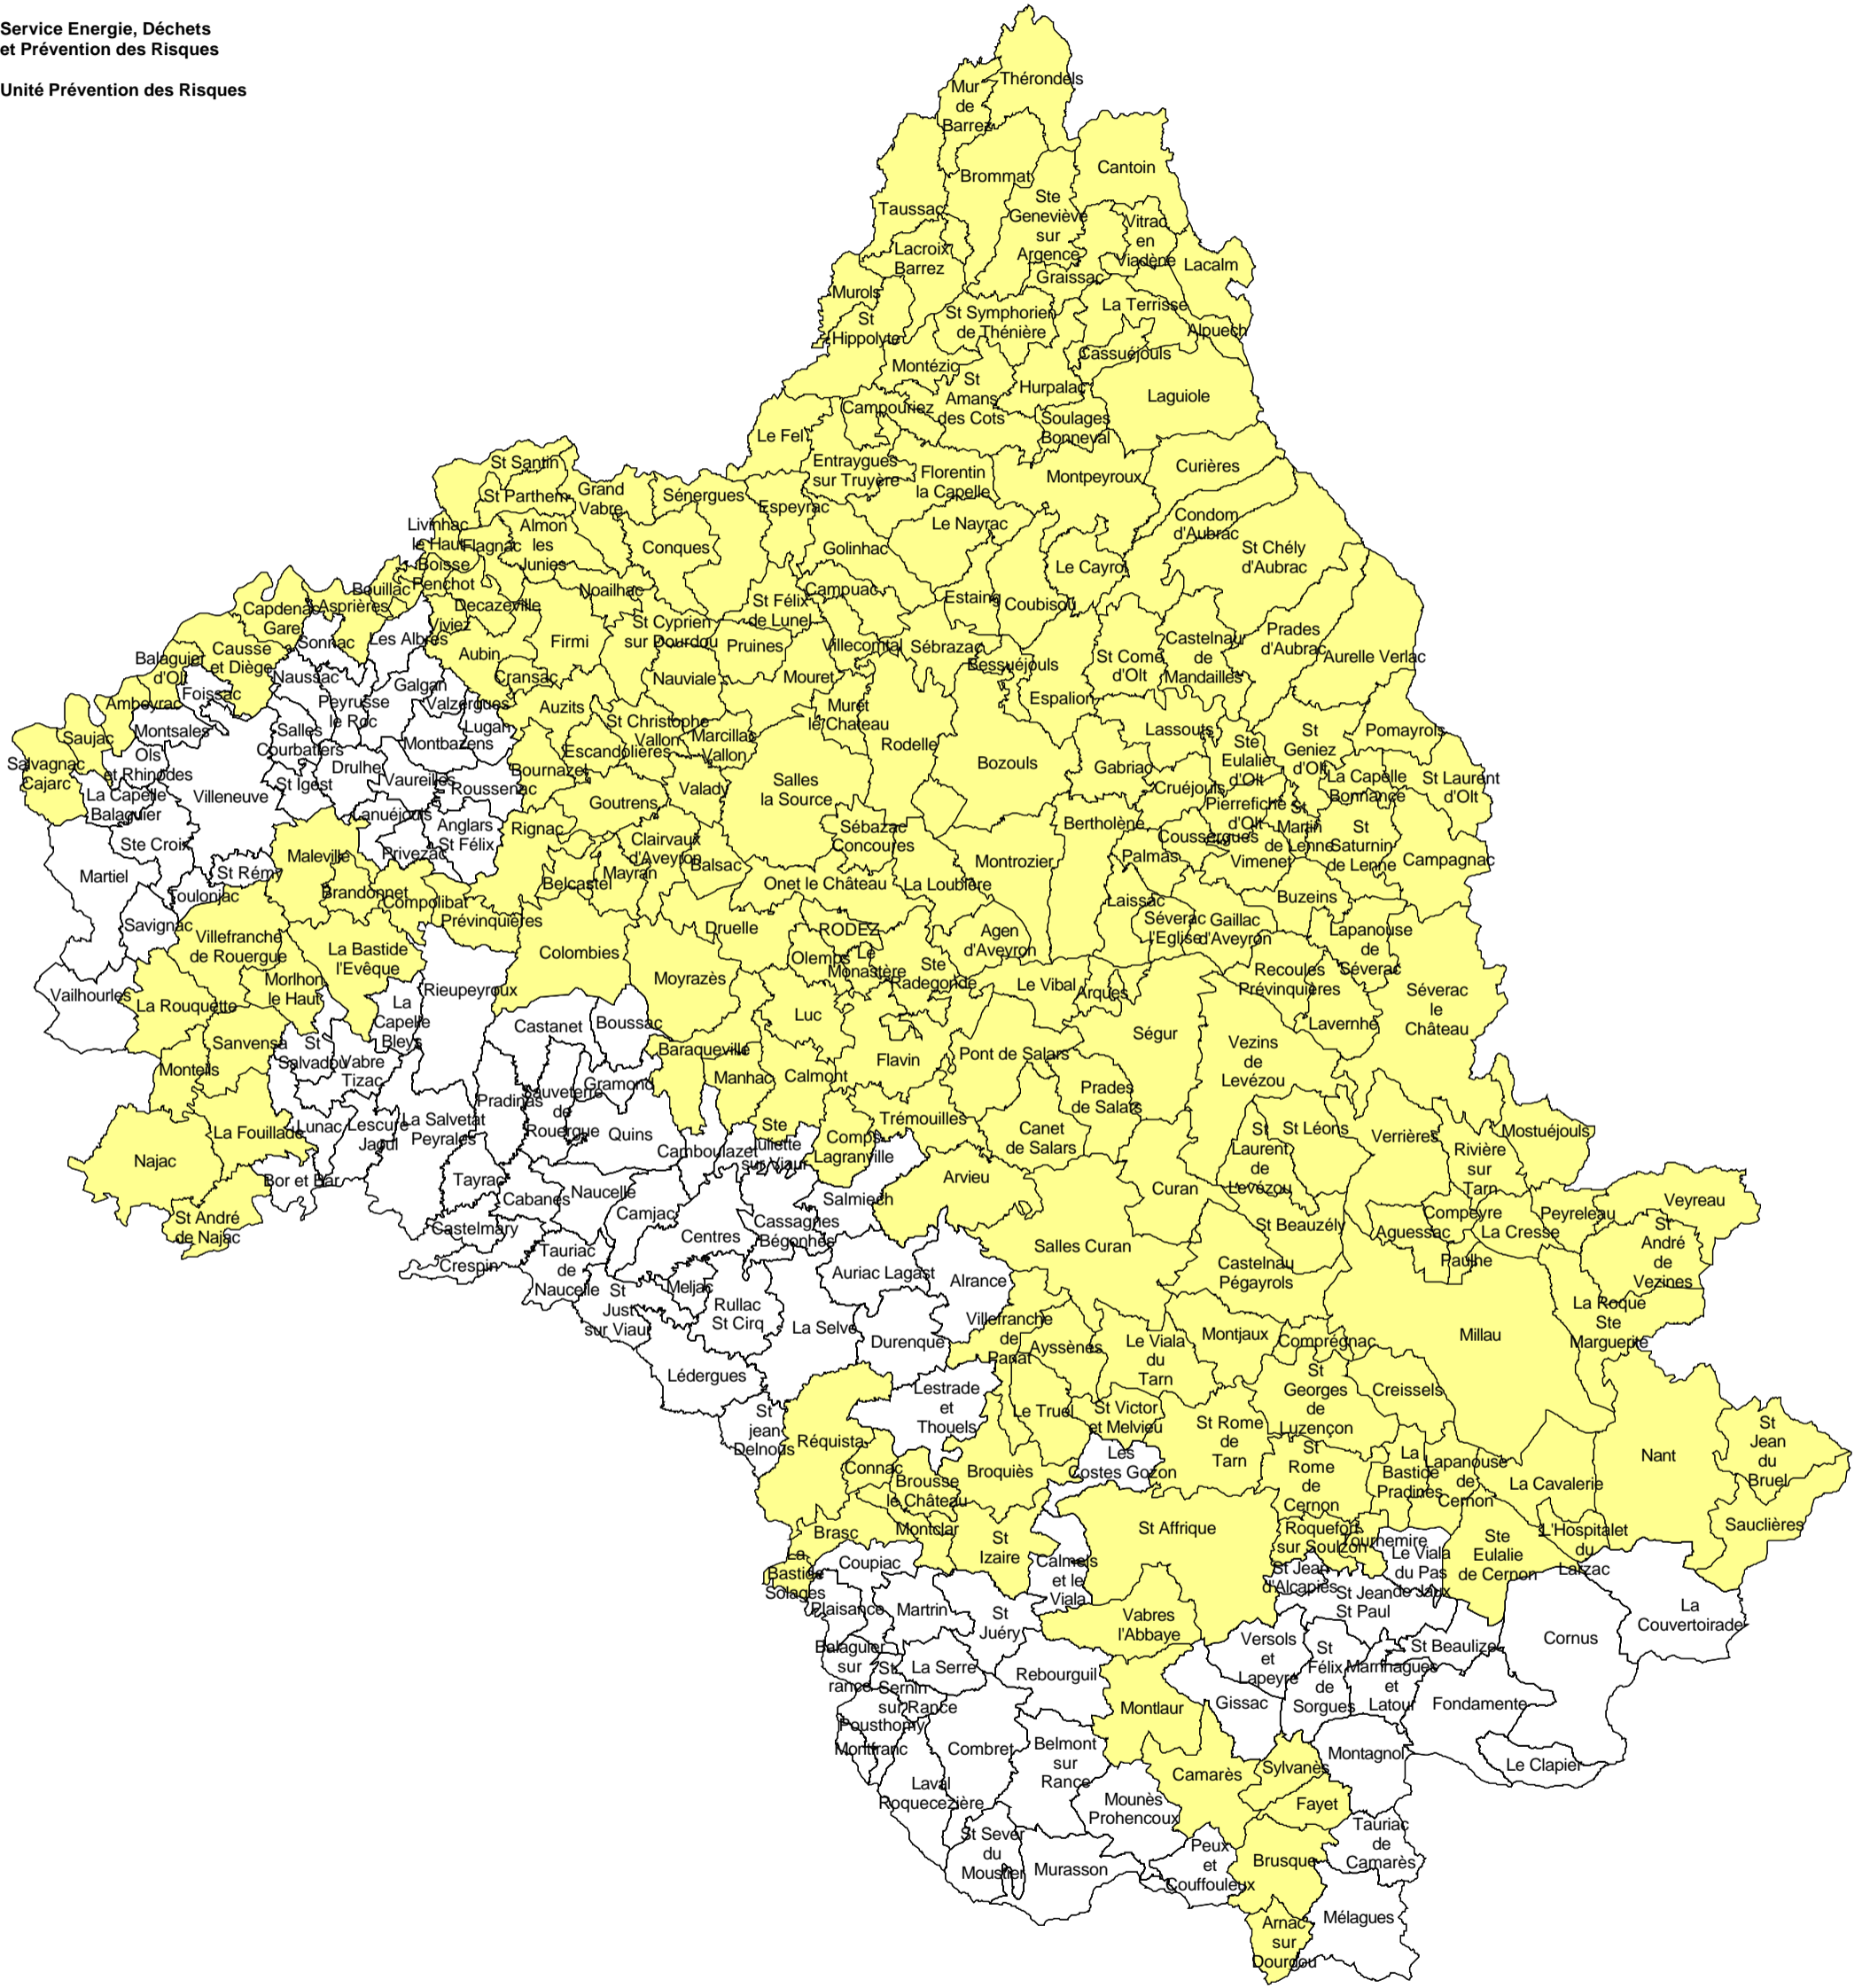 Service Energie, Déchets
et Prévention des Risques
Unité Prévention des Risques
Thérondels
Mur
de
Barrez
Cantoin
Brommat
Ste
Geneviève
sur
Argence
Taussac
Vitrac
en
Viadène
Lacroix
Barrez
Lacalm
Graissac
Murols
La Terrisse
St
Hippolyte
St Symphorien
de Thénière
Alpuech
Cassuéjouls
Montézic
St
Amans
des Cots
Hurpalac
Laguiole
Campouriez
Soulages
Bonneval
Le Fel
Entraygues
sur Truyère
Florentin
la Capelle
Montpeyroux
Curières
St Santin
St Parthem
Grand
Vabre
Sénergues
Espeyrac
Le Nayrac
Condom
d'Aubrac
Livinhac
le Haut
Flagnac
Almon
les
Junies
Conques
Golinhac
St Chély
d'Aubrac
Le Cayrol
Boisse
Penchot
Bouillac
Noailhac
Campuac
Estaing
Coubisou
Capdenac
Gare
Asprières
Decazeville
St Félix
de Lunel
Viviez
St Cyprien
sur Dourdou
Prades
d'Aubrac
Sonnac
Les Albres
Firmi
Pruines
Villecomtal
Sébrazac
Castelnau
de
Mandailles
Causse
et Diège
Aubin
Bessuéjouls
St Come
d'Olt
Aurelle Verlac
Balaguier
d'Olt
Naussac
Cransac
Nauviale
Mouret
Foissac
Galgan
Espalion
Ambeyrac
Peyrusse
le Roc
Valzergues
Auzits
Muret
le Chateau
Montsales
Salles
Courbatiers
Lugan
St Christophe
Vallon
Marcillac
Vallon
Lassouts
St
Geniez
d'Olt
Pomayrols
Saujac
Montbazens
Escandolières
Rodelle
Ste
Eulalie
d'Olt
Ols
et Rhinodes
Salvagnac
Cajarc
Drulhe
Bournazel
Bozouls
Gabriac
La Capelle
Bonnance
St Laurent
d'Olt
Villeneuve
St Igest
Vaureilles
Roussenac
Valady
Salles
la Source
Cruéjouls
La Capelle
Balaguier
Goutrens
Pierrefiche
d'Olt
St
Martin
de Lenne
Lanuéjouls
Anglars
St Félix
Rignac
Sébazac
Concoures
Bertholène
Coussergues
St
Saturnin
de Lenne
Ste Croix
Clairvaux
d'Aveyron
Maleville
Privezac
Balsac
Montrozier
Palmas
Vimenet
Campagnac
Martiel
St Rémy
Mayran
Belcastel
Onet le Château
La Loubière
Toulonjac
Brandonnet
Compolibat
Buzeins
Laissac
Savignac
Prévinquières
Druelle
RODEZ
Séverac
l'Eglise
Gaillac
d'Aveyron
Lapanouse
de
Séverac
Villefranche
de Rouergue
La Bastide
l'Evêque
Colombies
Agen
d'Aveyron
Olemps
Le
Monastère
Ste
Radegonde
Morlhon
le Haut
Moyrazès
Recoules
Prévinquières
Vailhourles
La Rouquette
Rieupeyroux
Le Vibal
Arques
Séverac
le
Château
La
Capelle
Bleys
Luc
Castanet
Boussac
Ségur
Lavernhe
Sanvensa
St
Salvadou
Vabre
Tizac
Baraqueville
Flavin
Pont de Salars
Vezins
de
Levézou
Monteils
Manhac
Calmont
Gramond
Pradinas
Sauveterre
de
Rouergue
Prades
de Salars
La Fouillade
Lunac
Lescure
Jaoul
La Salvetat
Peyrales
Quins
Ste
Juliette
sur Viaur
Trémouilles
Comps
Lagranville
Canet
de Salars
St
Laurent
de
Levézou
St Léons
Verrières
Rivière
sur
Tarn
Mostuéjouls
Najac
Camboulazet
Bor et Bar
Tayrac
Arvieu
Cabanes
Naucelle
Salmiech
Curan
Veyreau
St André
de Najac
Castelmary
Camjac
Cassagnes
Bégonhes
St Beauzély
Compeyre
Aguessac
La Cresse
Peyreleau
Centres
Salles Curan
St
André
de
Vezines
Tauriac
de
Naucelle
Crespin
Paulhe
Castelnau
Pégayrols
Auriac Lagast
Alrance
Meljac
St
Just
sur Viaur
Rullac
St Cirq
La Roque
Ste
Marguerite
Villefranche
de
Panat
La Selve
Durenque
Ayssènes
Le Viala
du
Tarn
Montjaux
Comprégnac
Millau
Lédergues
St
Georges
de
Luzençon
Creissels
Lestrade
et
Thouels
Le Truel
St Victor
et Melvieu
St
jean
Delnous
Réquista
St Rome
de
Tarn
St
Jean
du
Bruel
Les
Costes Gozon
Nant
Connac
Brousse
le Château
Broquiès
St
Rome
de
Cernon
La
Bastide
Pradines
Lapanouse
de
Cernon
La Cavalerie
Brasc
Montclar
St Affrique
Roquefort
sur Soulzon
Tournemire
L'Hospitalet
du
Larzac
Sauclières
St
Izaire
Ste
Eulalie
de Cernon
La
Bastide
Solages
Coupiac
Calmels
et le
Viala
Le Viala
du Pas
de Jaux
St Jean
d'Alcapies
St Jean
St Paul
Plaisance
Martrin
St
Juéry
Vabres
l'Abbaye
La
Couvertoirade
Balaguier
sur
rance
Versols
et
Lapeyre
St
Félix
de
Sorgues
St Beaulize
Cornus
La Serre
Rebourguil
St
Sernin
sur Rance
Marnhagues
et
Latour
Montlaur
Gissac
Fondamente
Pousthomy
Montfranc
Combret
Belmont
sur
Rance
Montagnol
Le Clapier
Camarès
Sylvanès
Laval
Roquecezière
Mounès
Prohencoux
Fayet
St Sever
du
Moustier
Tauriac
de
Camarès
Peux
et
Couffouleux
Murasson
Brusque
Arnac
sur
Dourdou
Mélagues